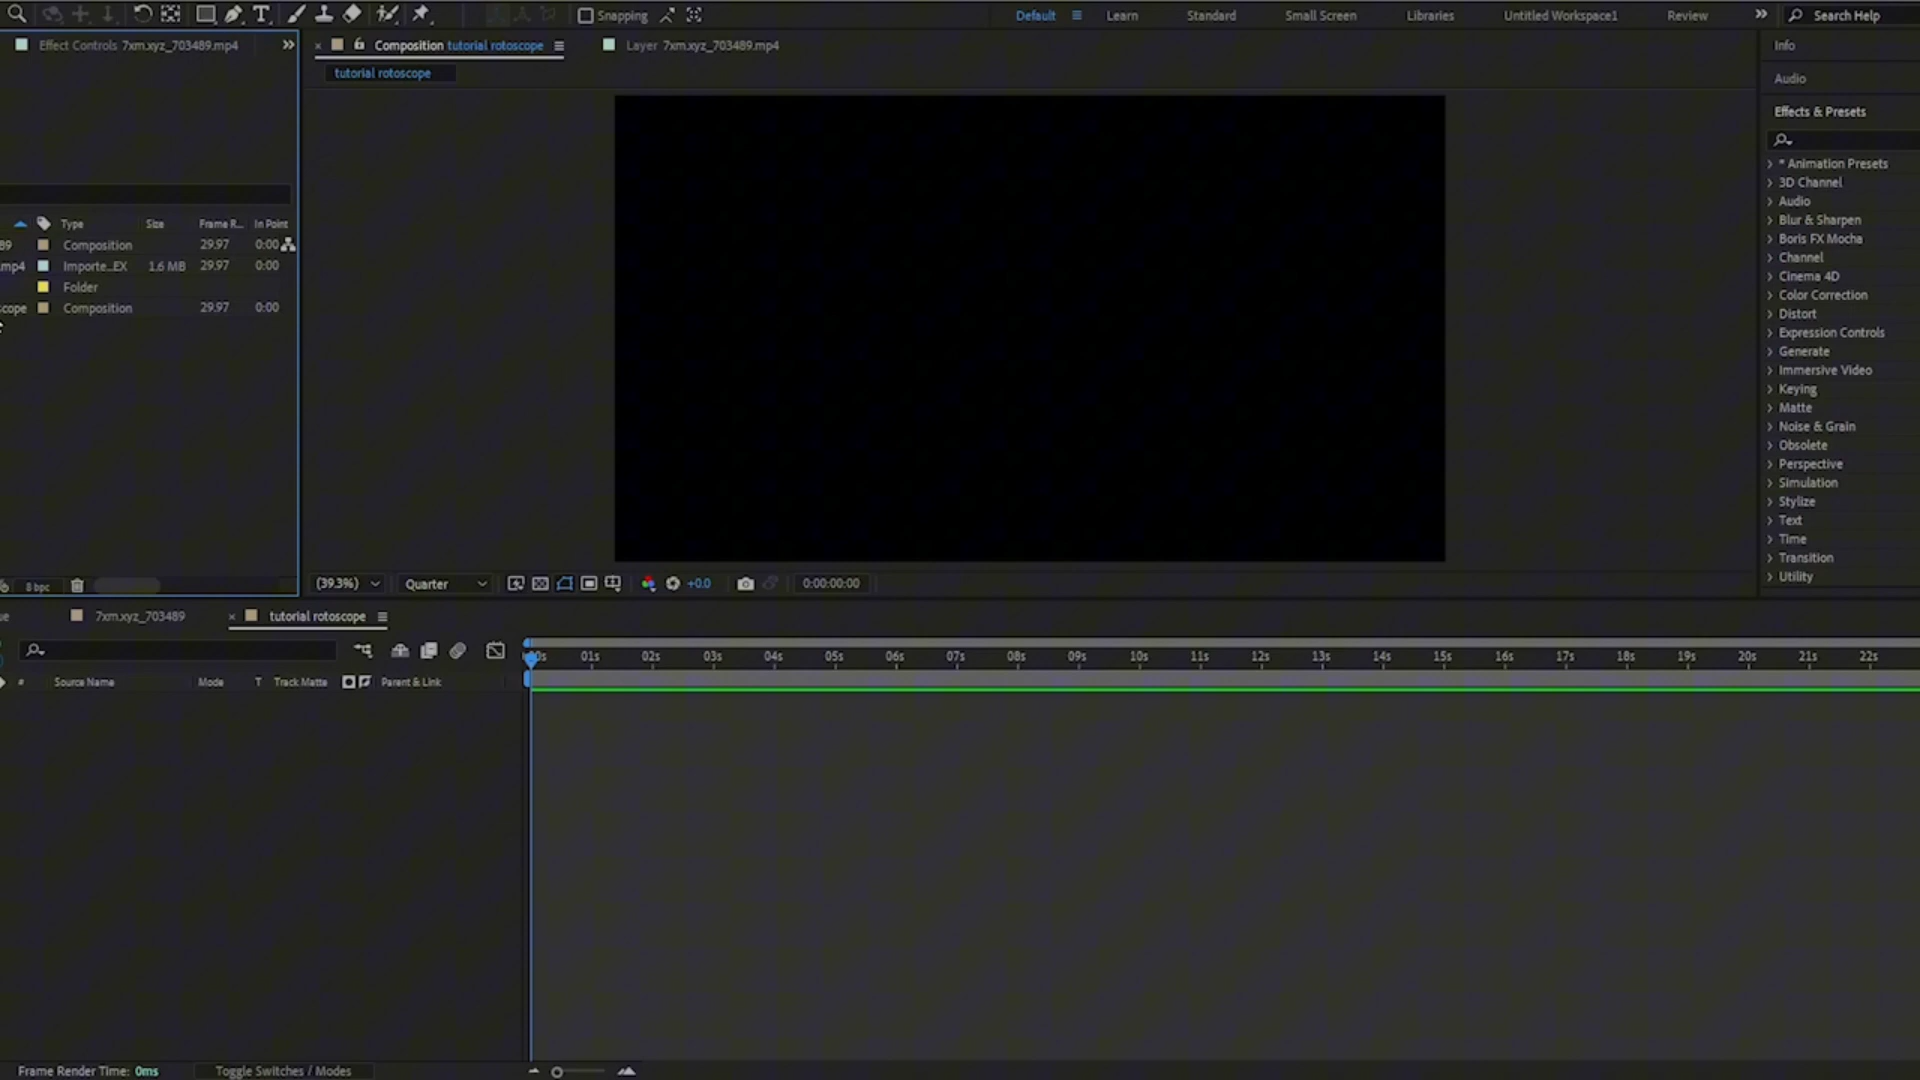 Snapping
Default
Learn
Standard
Small Screen
Libraries
Untitled Workspace1
Review
Search Help
Effect Controls 7xm.xyz_703489.mp4
Composition tutorial rotoscope
Layer 7xm.xyz_703489.mp4
tutorial rotoscope
Info
Audio
Effects & Presets
* Animation Presets
3D Channel
Audio
Blur & Sharpen
Boris FX Mocha
Channel
Cinema 4D
Color Correction
Distort
Expression Controls
Generate
Immersive Video
Keying
Matte
Noise & Grain
Obsolete
Perspective
Simulation
Stylize
Text
Time
Transition
Utility
Type Size Frame R... In Point
89 Composition 29.97 0:00
.mp4 Importe...EX 1.6 MB 29.97 0:00
Folder
scope Composition 29.97 0:00
8 bpc
(39.3%) Quarter +0.0 0:00:00:00
7xm.xyz_703489
tutorial rotoscope
01s 02s 03s 04s 05s 06s 07s 08s 09s 10s 11s 12s 13s 14s 15s 16s 17s 18s 19s 20s 21s 22s
# Source Name Mode T Track Matte Parent & Link
Frame Render Time: 0ms
Toggle Switches / Modes